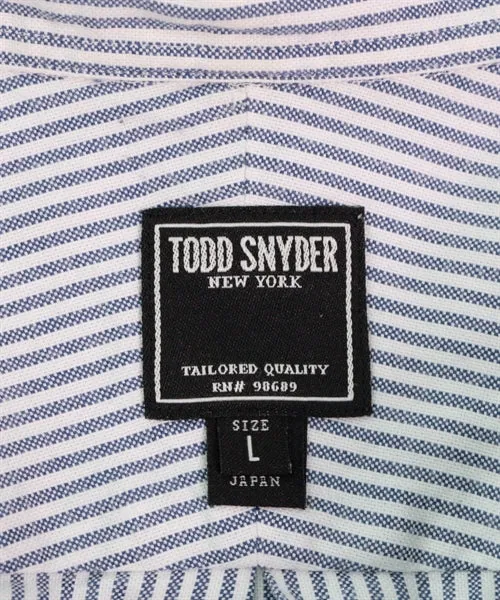 TODD SNYDER
NEW YORK
TAILORED QUALITY
RN# 98689
SIZE
L
JAPAN